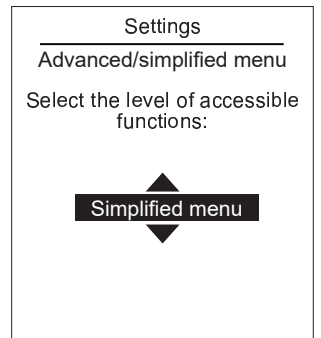 Settings
Advanced/simplified menu
Select the level of accessible
functions:
Simplified menu